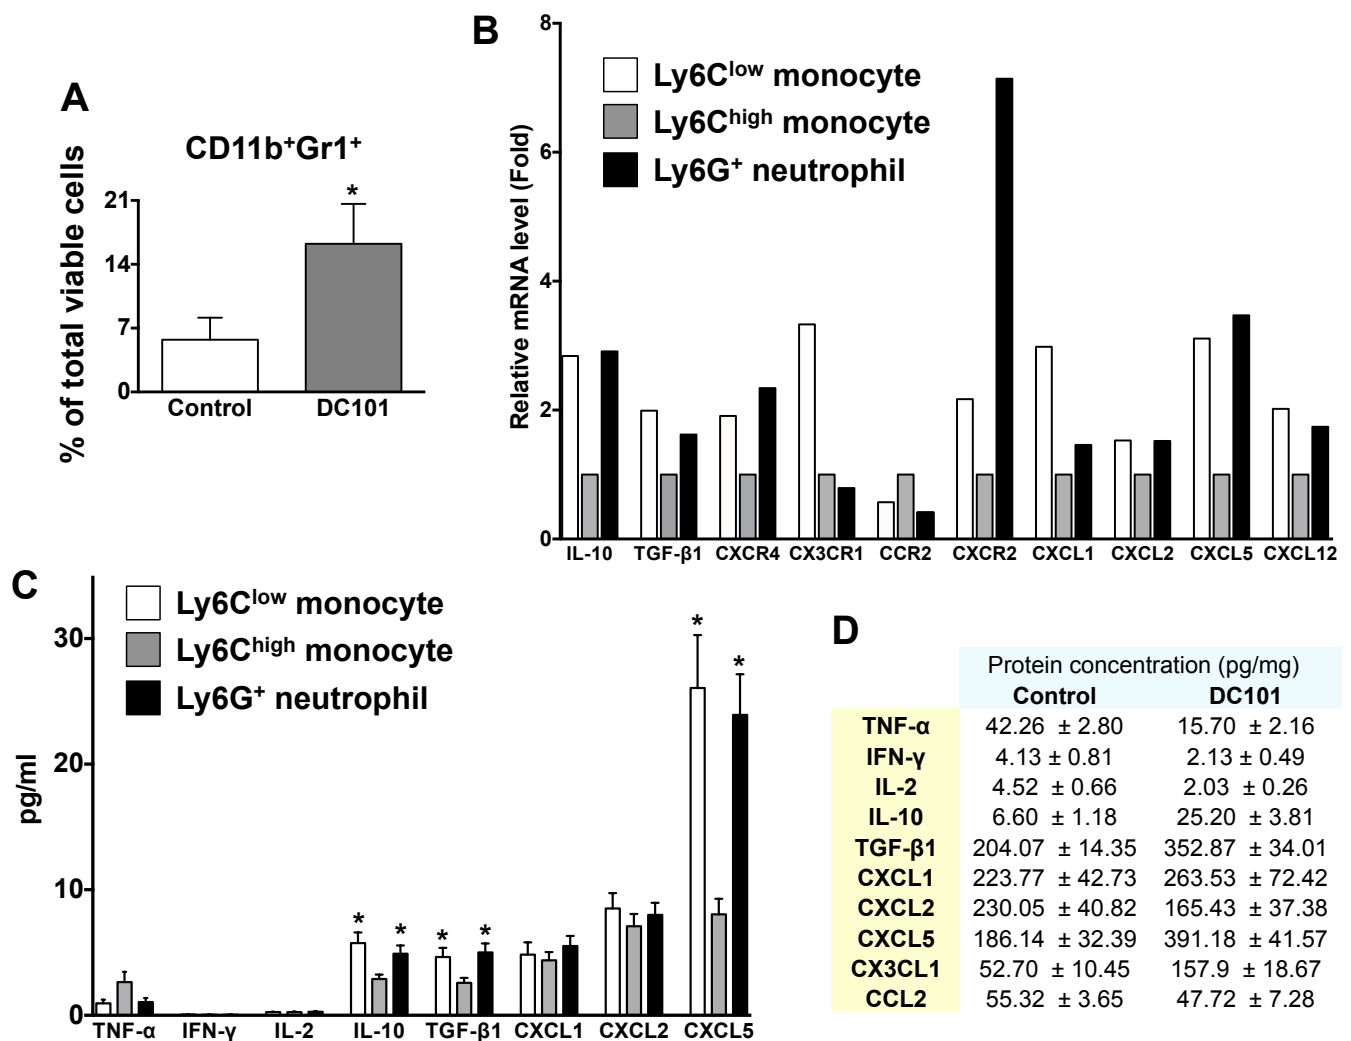 A
CD11b⁺Gr1⁺
% of total viable cells
21
14
7
0
*
Control DC101
B
Relative mRNA level (Fold)
8
6
4
2
0
Ly6Cˡᵒʷ monocyte
Ly6Cʰⁱᵍʰ monocyte
Ly6G⁺ neutrophil
IL-10 TGF-β1 CXCR4 CX3CR1 CCR2 CXCR2 CXCL1 CXCL2 CXCL5 CXCL12
C
pg/ml
30
20
10
0
Ly6Cˡᵒʷ monocyte
Ly6Cʰⁱᵍʰ monocyte
Ly6G⁺ neutrophil
* * * * * *
TNF-α IFN-γ IL-2 IL-10 TGF-β1 CXCL1 CXCL2 CXCL5
D
Protein concentration (pg/mg)
Control DC101
TNF-α 42.26 ± 2.80 15.70 ± 2.16
IFN-γ 4.13 ± 0.81 2.13 ± 0.49
IL-2 4.52 ± 0.66 2.03 ± 0.26
IL-10 6.60 ± 1.18 25.20 ± 3.81
TGF-β1 204.07 ± 14.35 352.87 ± 34.01
CXCL1 223.77 ± 42.73 263.53 ± 72.42
CXCL2 230.05 ± 40.82 165.43 ± 37.38
CXCL5 186.14 ± 32.39 391.18 ± 41.57
CX3CL1 52.70 ± 10.45 157.9 ± 18.67
CCL2 55.32 ± 3.65 47.72 ± 7.28